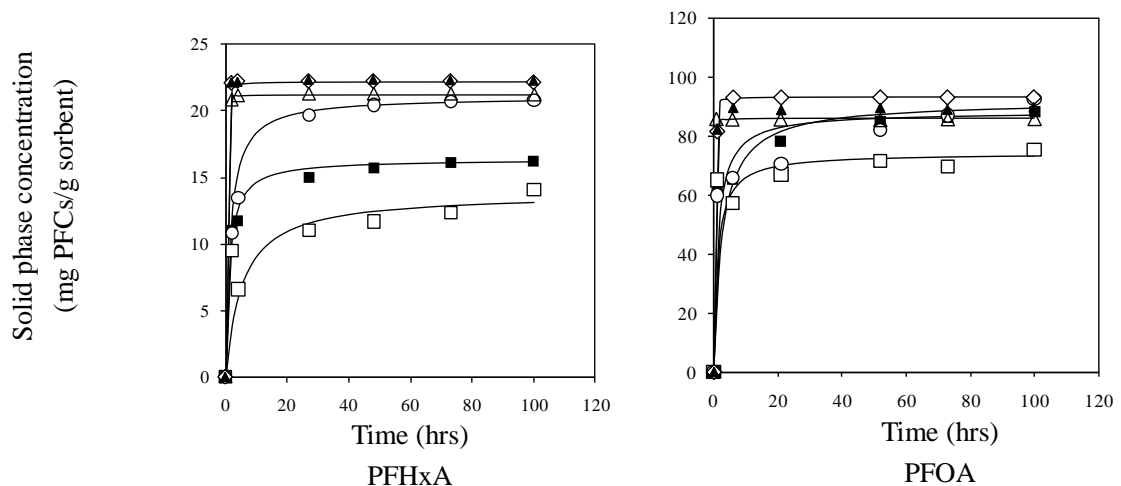 Solid phase concentration
(mg PFCs/g sorbent)
25
20
15
10
5
0
0 20 40 60 80 100 120
Time (hrs)
PFHxA
120
100
80
60
40
20
0
0 20 40 60 80 100 120
Time (hrs)
PFOA